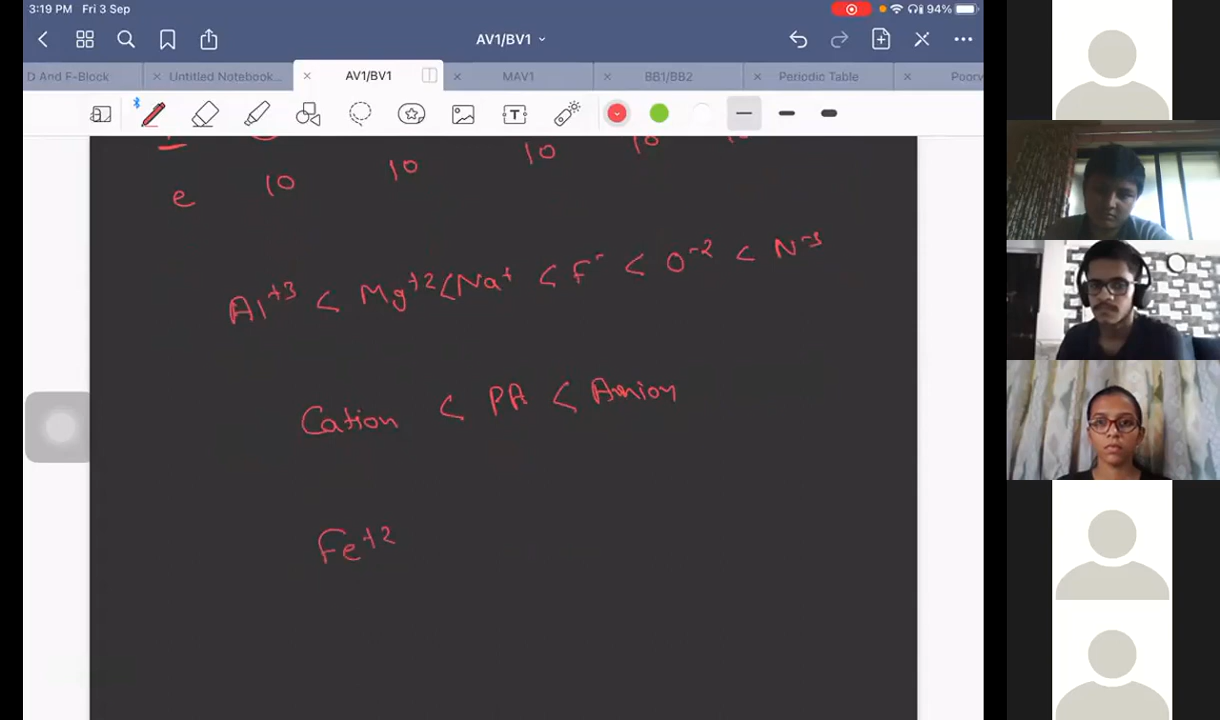 3:19 PM Fri 3 Sep 94%
AV1/BV1
D And F-Block Untitled Notebook... AV1/BV1 MAV1 BB1/BB2 Periodic Table Poorv
T
10 10 10 10
e
Al+3 < Mg+2 < Na+ < F- < O-2 < N-3
Cation < PA < Anion
Fe+2